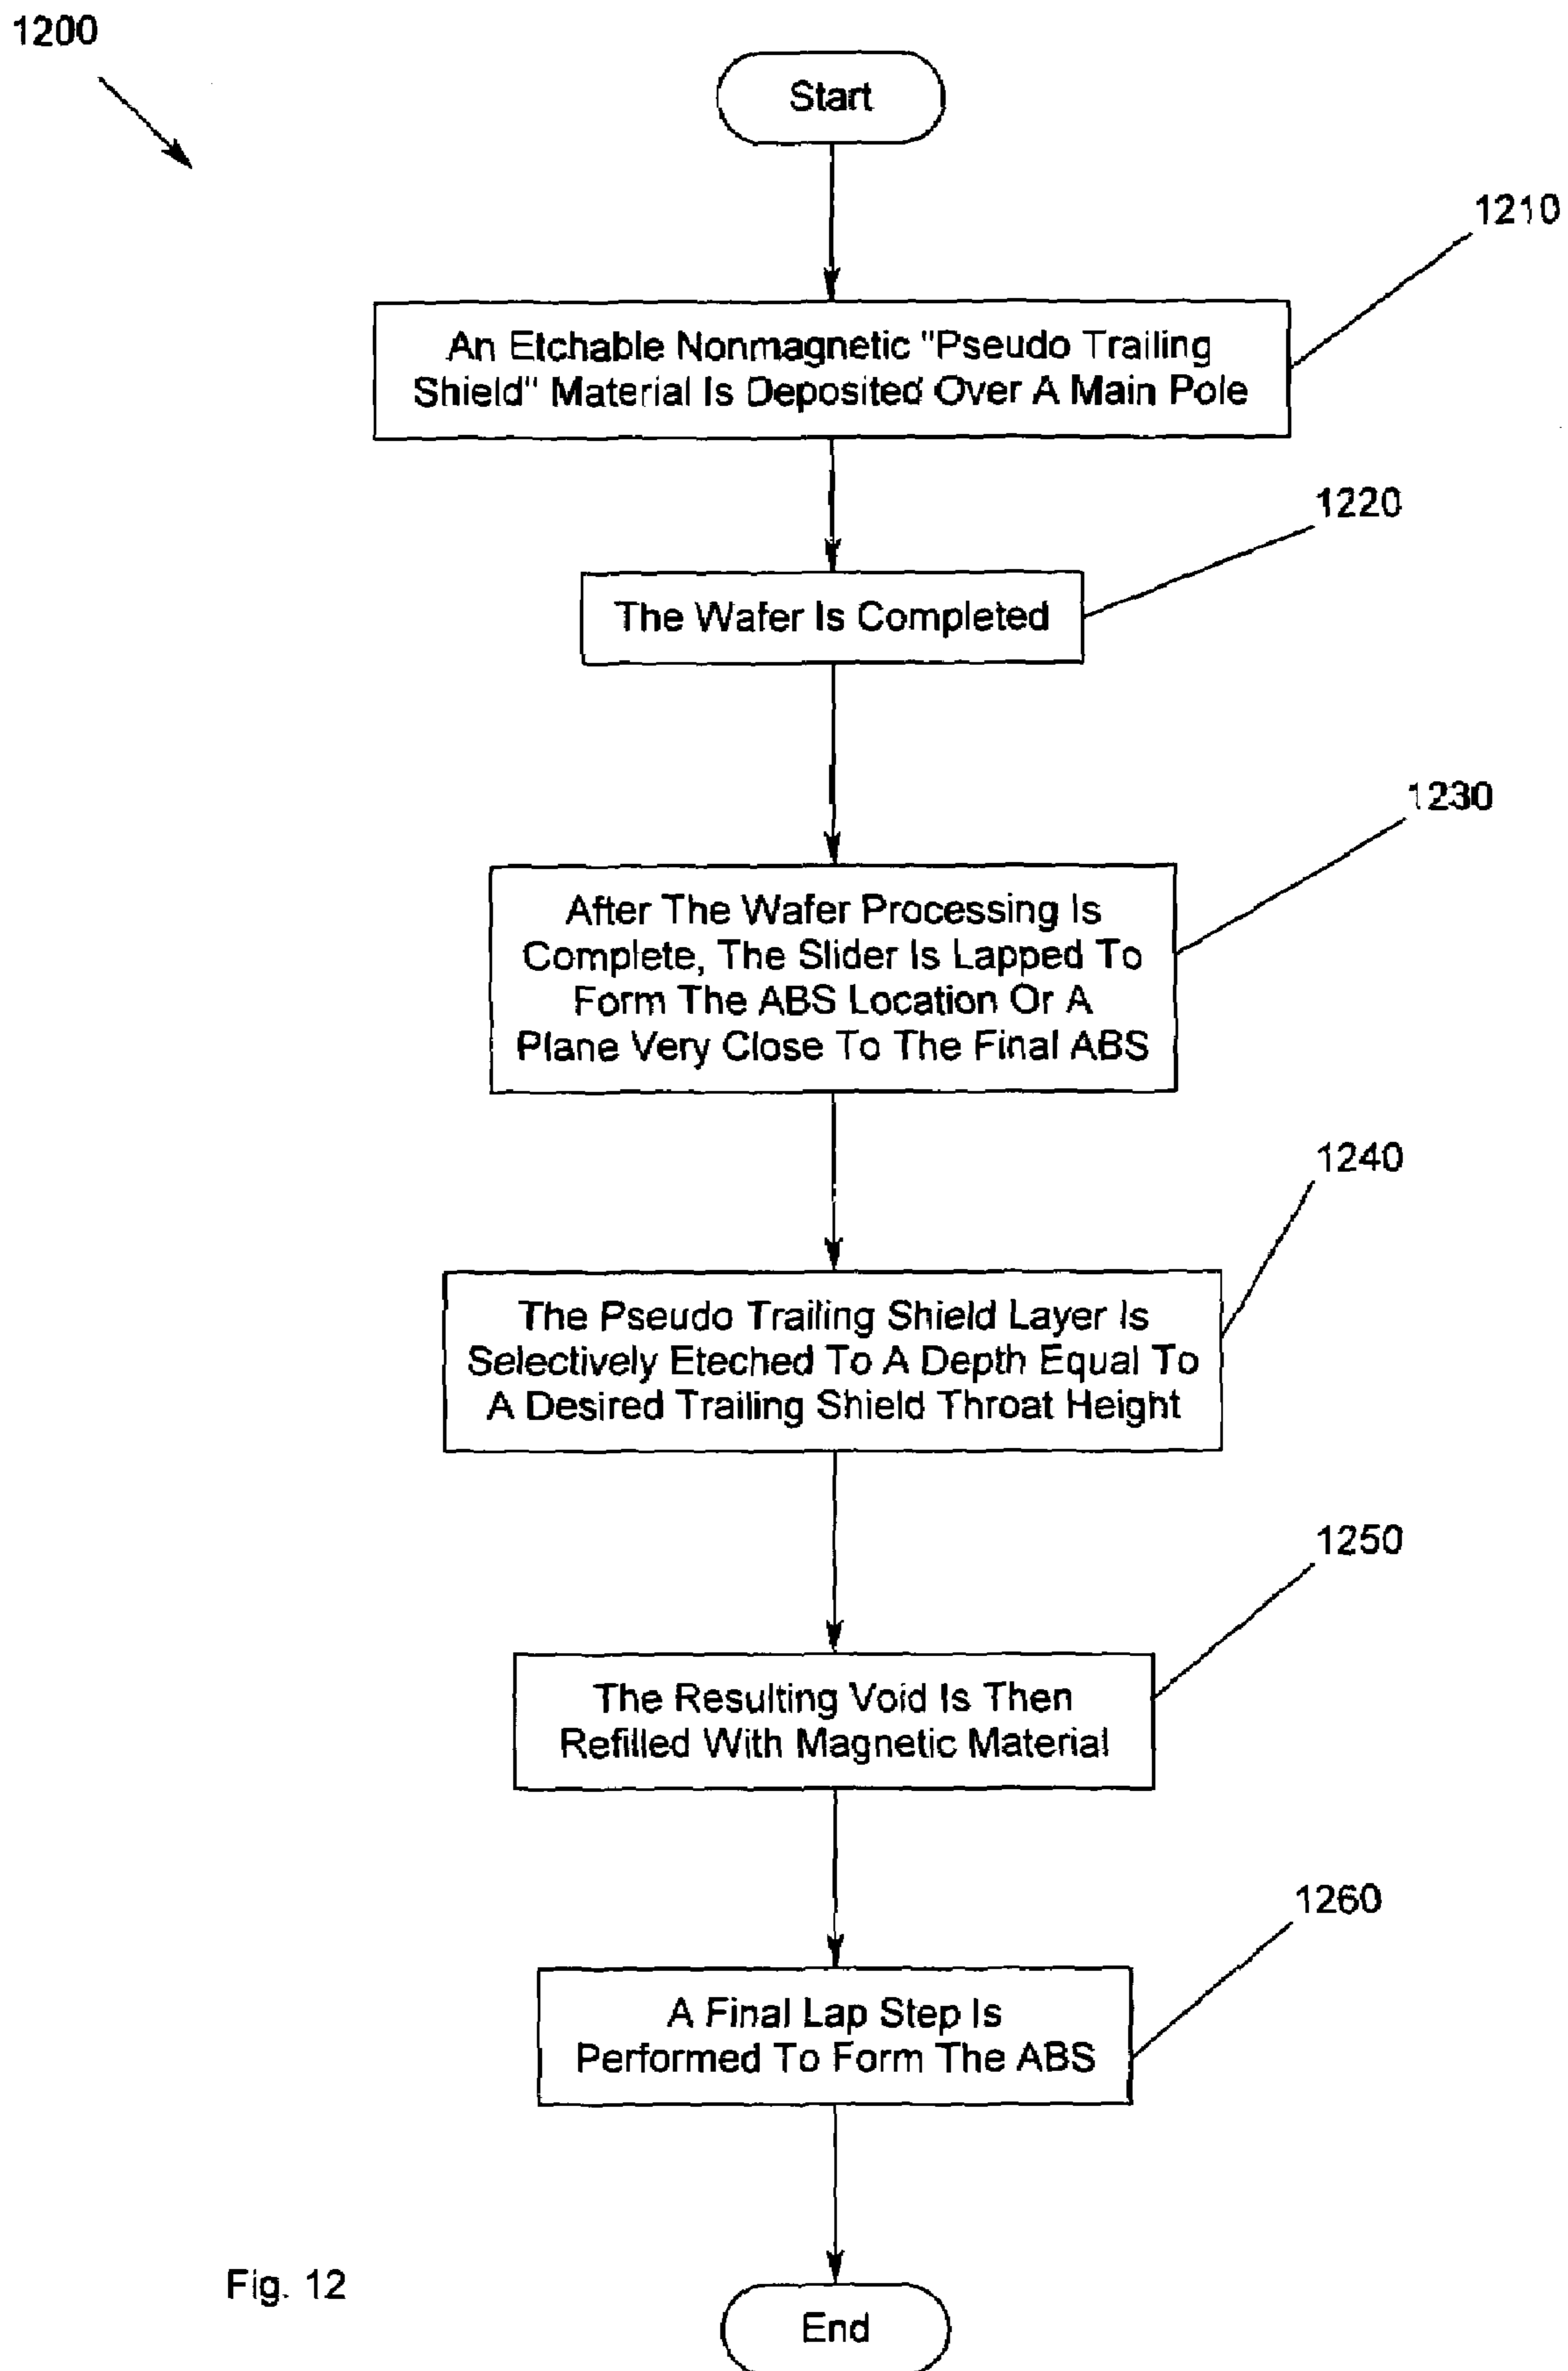 1200
Start
1210
An Etchable Nonmagnetic "Pseudo Trailing
Shield" Material Is Deposited Over A Main Pole
1220
The Wafer Is Completed
1230
After The Wafer Processing Is
Complete, The Slider Is Lapped To
Form The ABS Location Or A
Plane Very Close To The Final ABS
1240
The Pseudo Trailing Shield Layer Is
Selectively Eteched To A Depth Equal To
A Desired Trailing Shield Throat Height
1250
The Resulting Void Is Then
Refilled With Magnetic Material
1260
A Final Lap Step Is
Performed To Form The ABS
Fig. 12
End